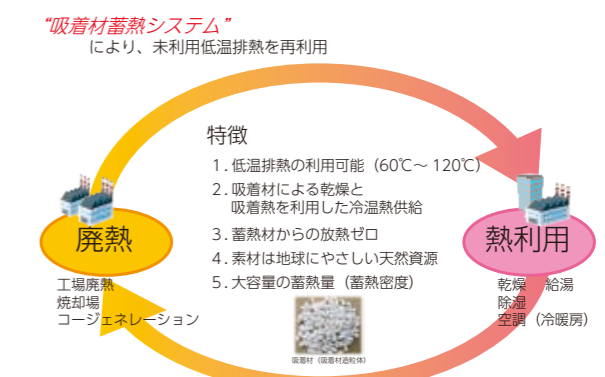 “吸着材蓄熱システム”
により、未利用低温排熱を再利用
特徴
1. 低温排熱の利用可能（60℃～ 120℃）
2. 吸着材による乾燥と
吸着熱を利用した冷温熱供給
3. 蓄熱材からの放熱ゼロ
4. 素材は地球にやさしい天然資源
5. 大容量の蓄熱量（蓄熱密度）
廃熱
工場廃熱
焼却場
コージェネレーション
熱利用
乾燥 給湯
除湿
空調（冷暖房）
吸着材（吸着材造粒体）